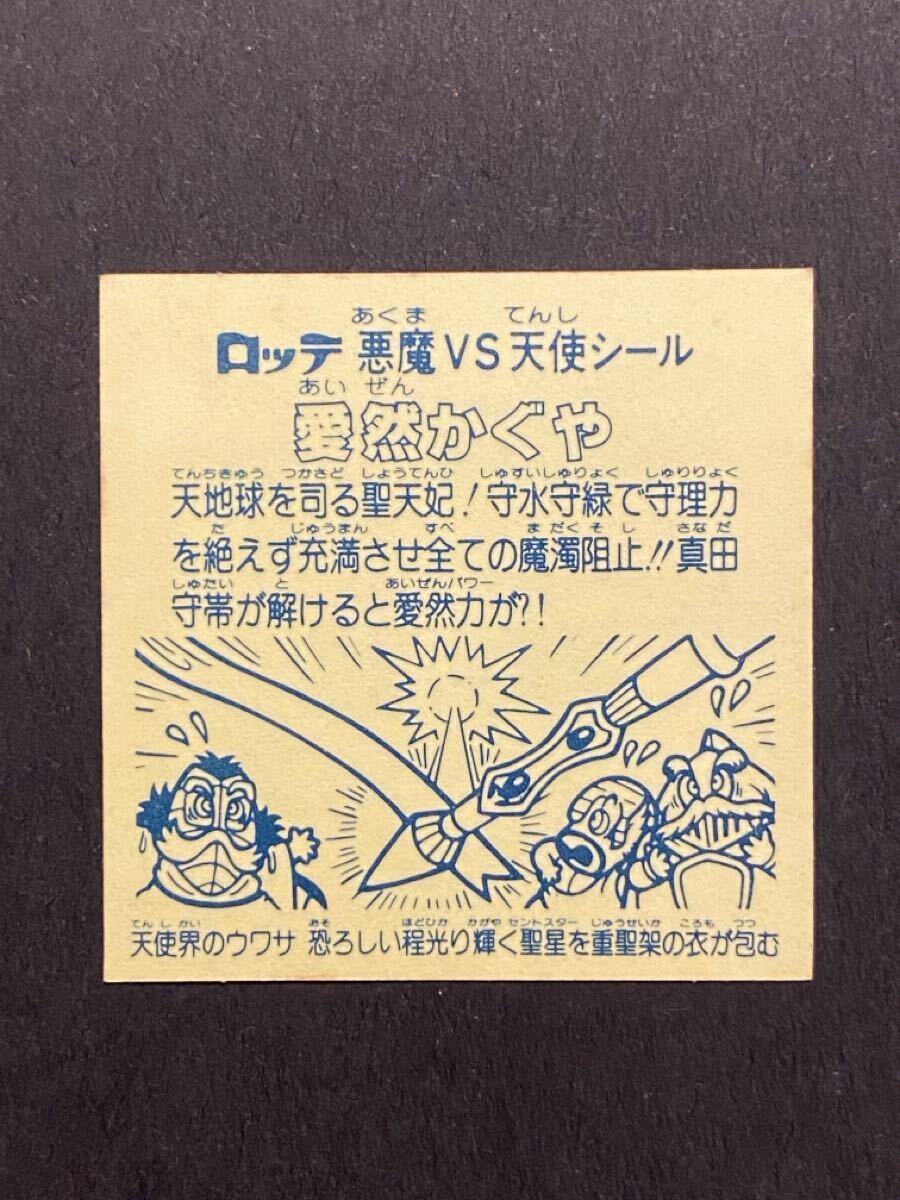 あくま てんし
ロッテ 悪魔VS天使シール
あい ぜん
愛然かぐや
てんちきゅう つかさど しょうてんひ しゅすいしゅりょく しゅりりょく
天地球を司る聖天妃!守水守緑で守理力
た じゅうまん すべ まだくそし さなだ
を絶えず充満させ全ての魔濁阻止!!真田
しゅたい と あいぜんパワー
守帯が解けると愛然力が?!
てんしかい おそ ほどひか かがや セントスター じゅうせいか ころも つつ
天使界のウワサ 恐ろしい程光り輝く聖星を重聖架の衣が包む